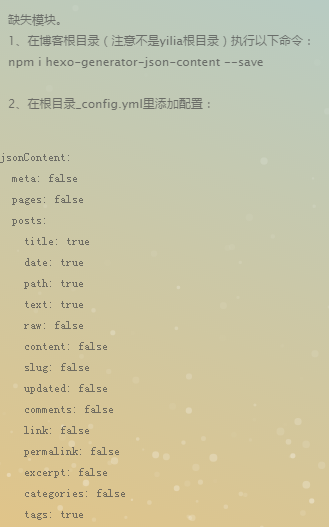 缺失模块。
1、在博客根目录（注意不是yilia根目录）执行以下命令：
npm i hexo-generator-json-content --save
2、在根目录_config.yml里添加配置：
jsonContent:
meta: false
pages: false
posts:
title: true
date: true
path: true
text: true
raw: false
content: false
slug: false
updated: false
comments: false
link: false
permalink: false
excerpt: false
categories: false
tags: true